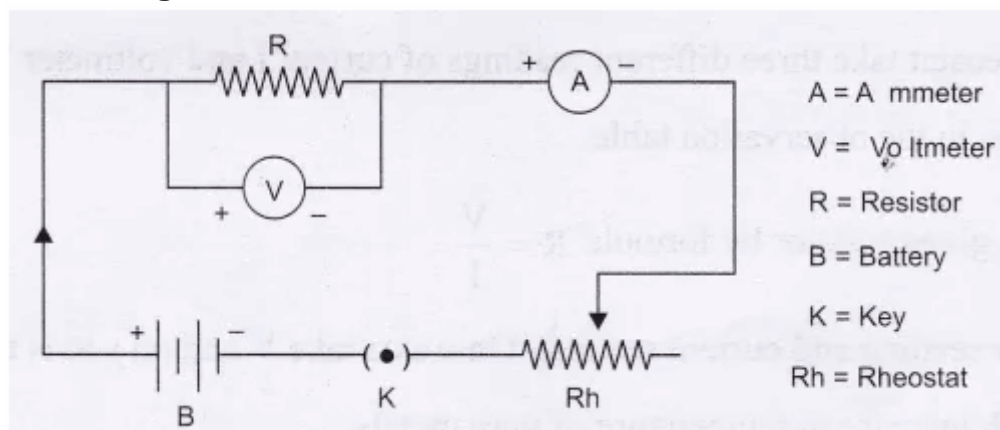 R
+ A –
V
+ –
+ –
B
( )
K
Rh
A = A mmeter
V = Vo ltmeter
R = Resistor
B = Battery
K = Key
Rh = Rheostat